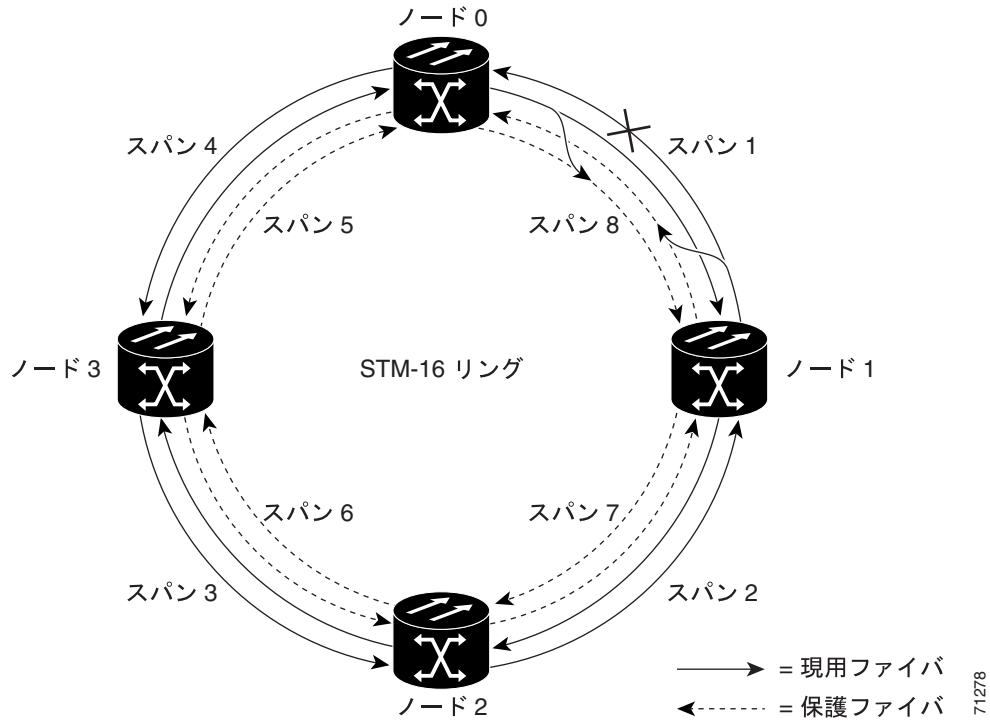 ノード 0
スパン 4
スパン 1
スパン 5
スパン 8
ノード 3
STM-16 リング
ノード 1
スパン 6
スパン 7
スパン 3
スパン 2
ノード 2
= 現用ファイバ
= 保護ファイバ
71278